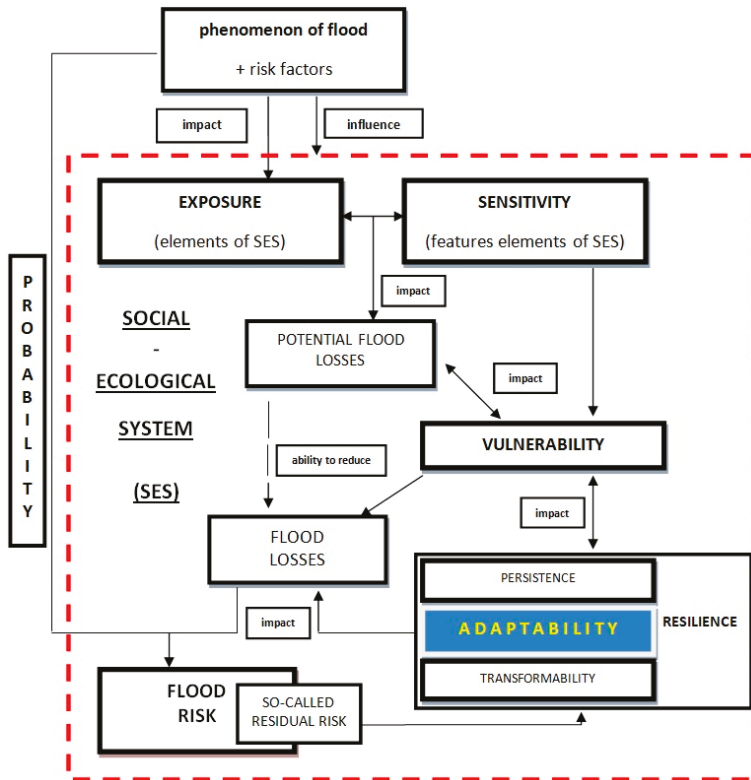 phenomenon of flood
+ risk factors
impact
influence
EXPOSURE
(elements of SES)
SENSITIVITY
(features elements of SES)
PROBABILITY
impact
SOCIAL
-
ECOLOGICAL
SYSTEM
(SES)
POTENTIAL FLOOD
LOSSES
impact
VULNERABILITY
ability to reduce
FLOOD
LOSSES
impact
PERSISTENCE
ADAPTABILITY
TRANSFORMABILITY
RESILIENCE
impact
FLOOD
RISK
SO-CALLED
RESIDUAL RISK